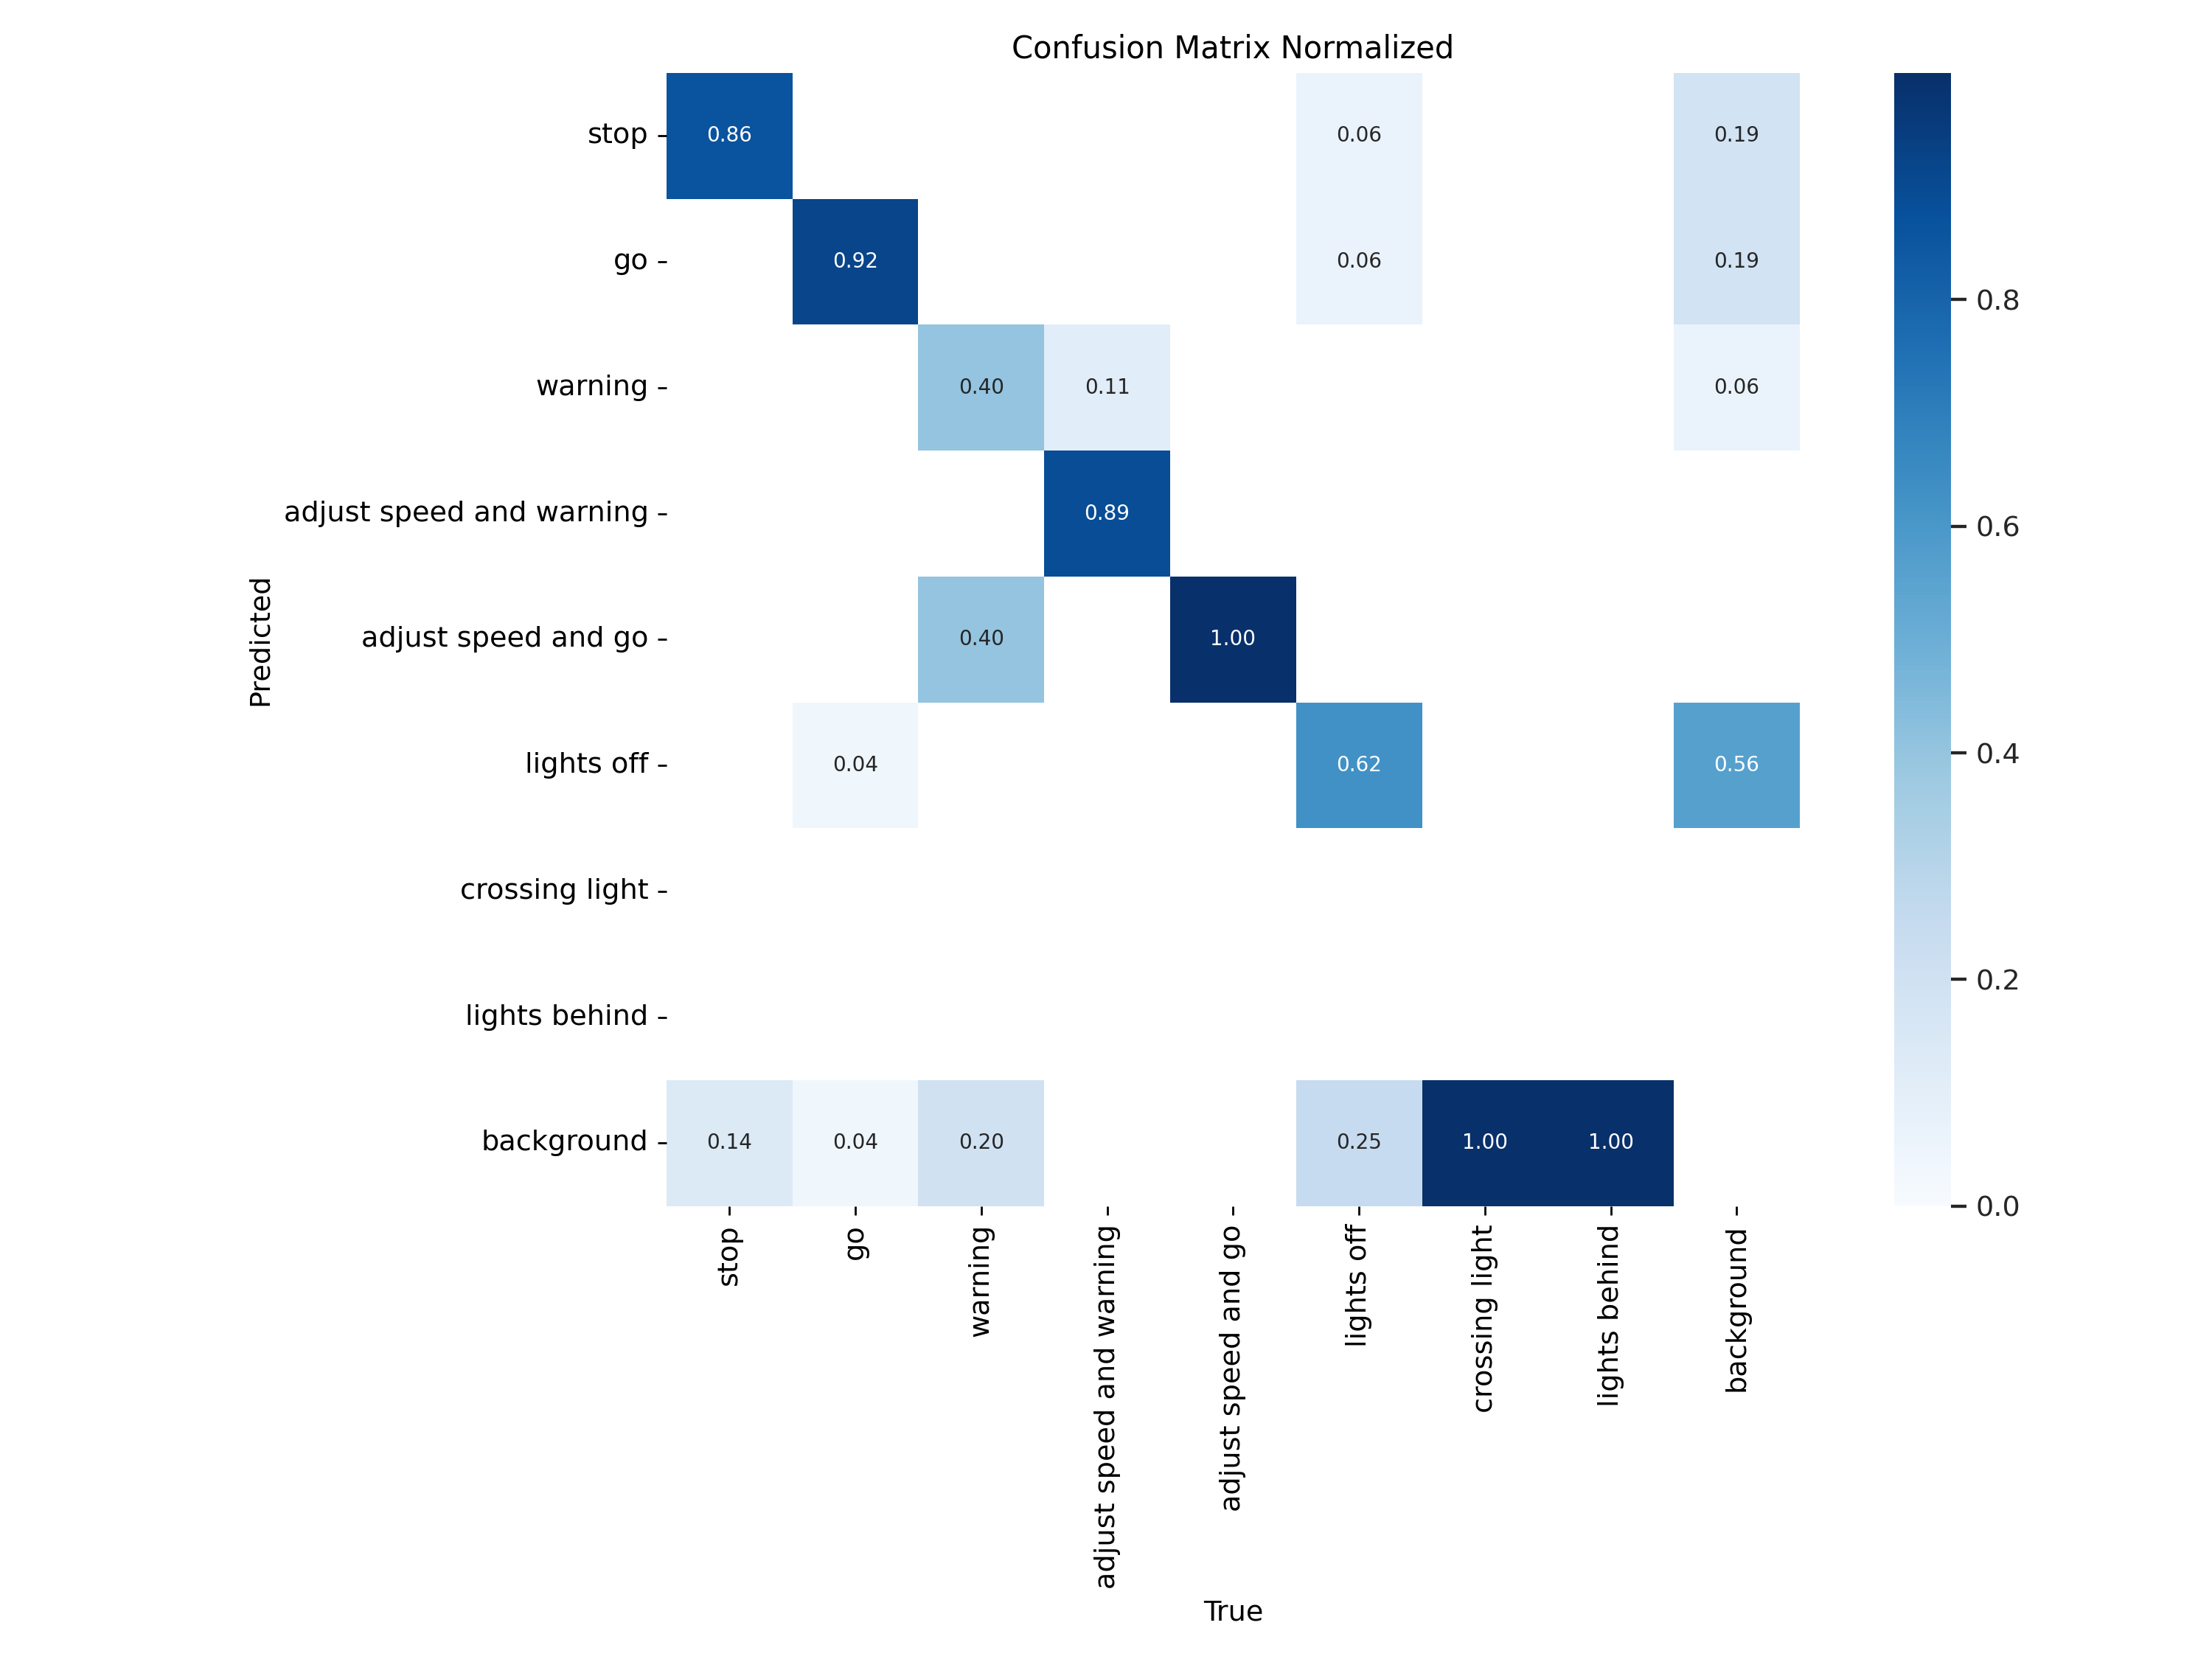 Confusion Matrix Normalized
stop 0.86 0.06 0.19
go 0.92 0.06 0.19
0.8
warning 0.40 0.11 0.06
adjust speed and warning 0.89
0.6
Predicted
adjust speed and go 0.40 1.00
lights off 0.04 0.62 0.56
0.4
crossing light
0.2
lights behind
background 0.14 0.04 0.20 0.25 1.00 1.00
0.0
stop
go
warning
adjust speed and warning
adjust speed and go
lights off
crossing light
lights behind
background
True